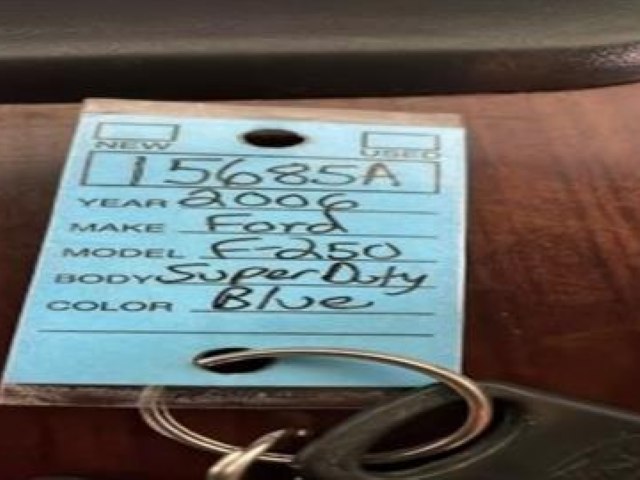 NEW USED
15685A
YEAR 2006
MAKE Ford
MODEL F-250
BODY Super Duty
COLOR Blue